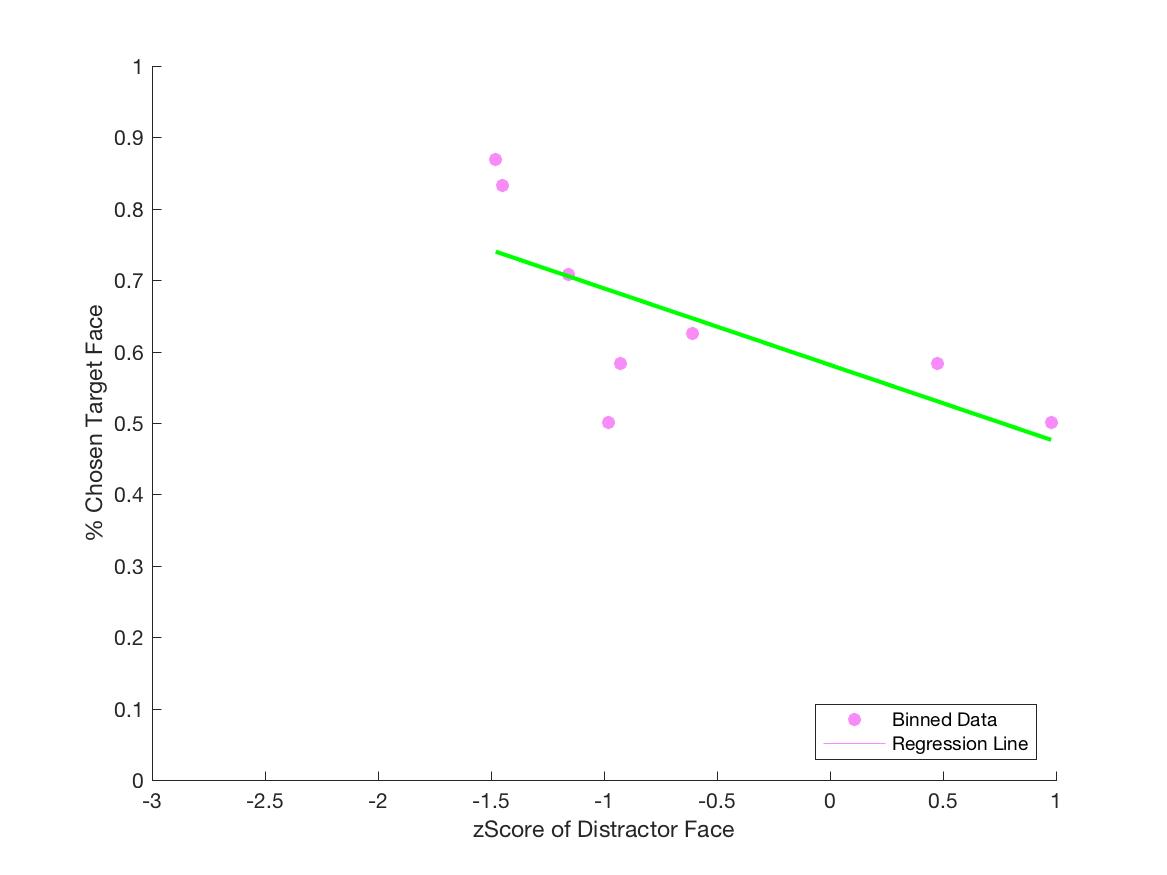 1
0.9
0.8
0.7
0.6
0.5
0.4
0.3
0.2
0.1
0
% Chosen Target Face
Binned Data
Regression Line
-3 -2.5 -2 -1.5 -1 -0.5 0 0.5 1
zScore of Distractor Face